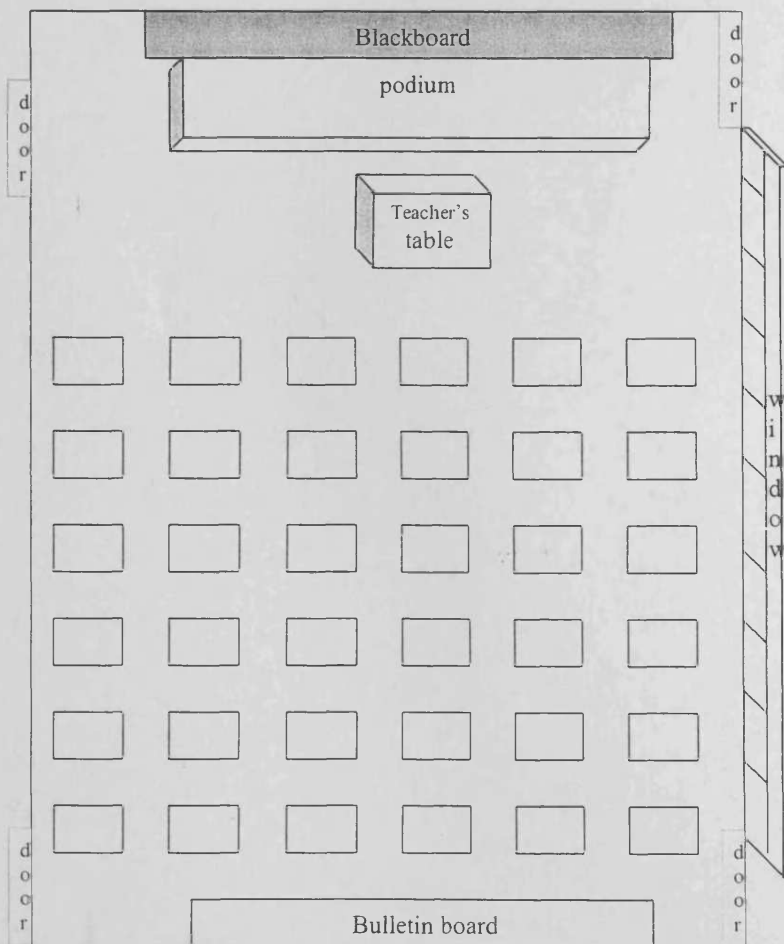 Blackboard
podium
door
door
Teacher's
table
window
door
door
Bulletin board